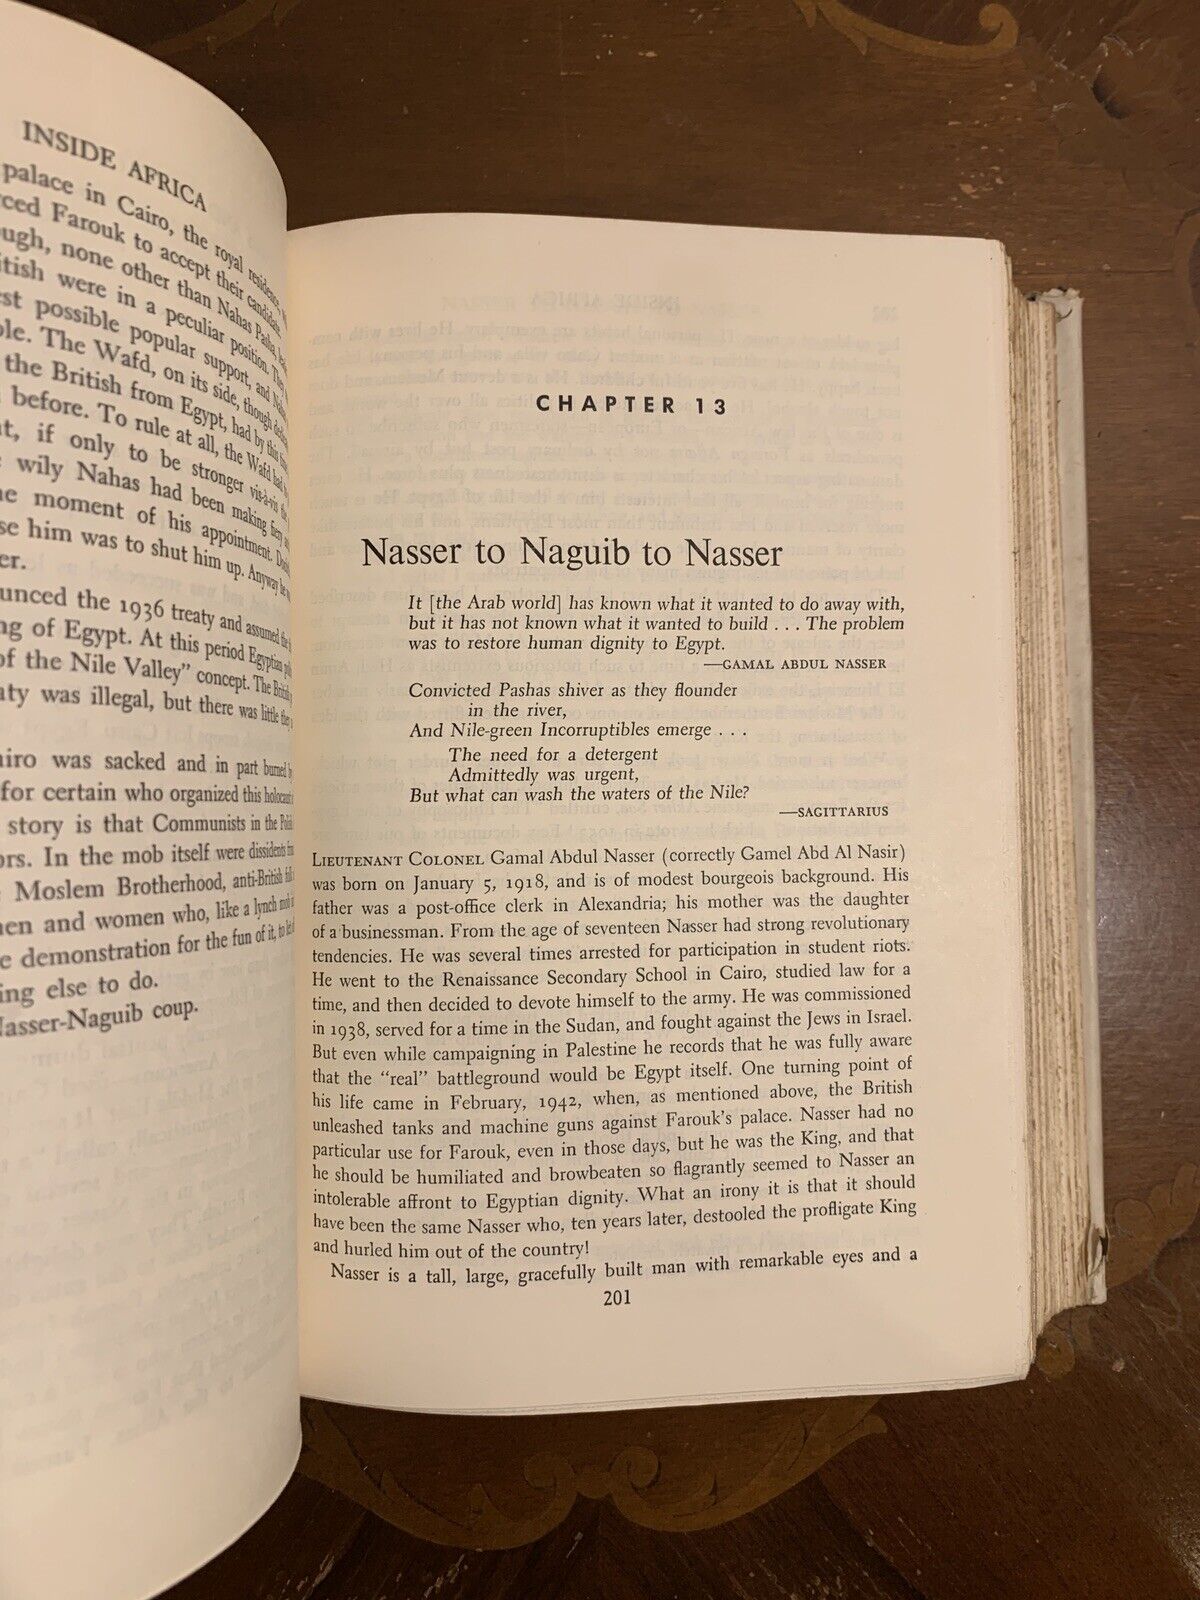 INSIDE AFRICA
palace in Cairo, the royal residence,
Farouk to accept their candidate,
none other than Nahas Pasha,
were in a peculiar position. They
possible popular support, and
The Wafd, on its side, though
the British from Egypt, had by this
before. To rule at all, the Wafd had
if only to be stronger vis-à-vis the
wily Nahas had been making fiery
moment of his appointment.
him was to shut him up. Anyway he
the 1936 treaty and assumed the
of Egypt. At this period Egyptian
of the Nile Valley" concept. The British
was illegal, but there was little they
was sacked and in part burned by
for certain who organized this holocaust
story is that Communists in the
In the mob itself were dissidents
Moslem Brotherhood, anti-British
and women who, like a lynch mob
demonstration for the fun of it, to
else to do.
Nasser-Naguib coup.
CHAPTER 13
Nasser to Naguib to Nasser
It [the Arab world] has known what it wanted to do away with,
but it has not known what it wanted to build . . . The problem
was to restore human dignity to Egypt.
—GAMAL ABDUL NASSER
Convicted Pashas shiver as they flounder
in the river,
And Nile-green Incorruptibles emerge . . .
The need for a detergent
Admittedly was urgent,
But what can wash the waters of the Nile?
—SAGITTARIUS
LIEUTENANT COLONEL Gamal Abdul Nasser (correctly Gamel Abd Al Nasir)
was born on January 5, 1918, and is of modest bourgeois background. His
father was a post-office clerk in Alexandria; his mother was the daughter
of a businessman. From the age of seventeen Nasser had strong revolutionary
tendencies. He was several times arrested for participation in student riots.
He went to the Renaissance Secondary School in Cairo, studied law for a
time, and then decided to devote himself to the army. He was commissioned
in 1938, served for a time in the Sudan, and fought against the Jews in Israel.
But even while campaigning in Palestine he records that he was fully aware
that the "real" battleground would be Egypt itself. One turning point of
his life came in February, 1942, when, as mentioned above, the British
unleashed tanks and machine guns against Farouk's palace. Nasser had no
particular use for Farouk, even in those days, but he was the King, and that
he should be humiliated and browbeaten so flagrantly seemed to Nasser an
intolerable affront to Egyptian dignity. What an irony it is that it should
have been the same Nasser who, ten years later, destooled the profligate King
and hurled him out of the country!
Nasser is a tall, large, gracefully built man with remarkable eyes and a
201